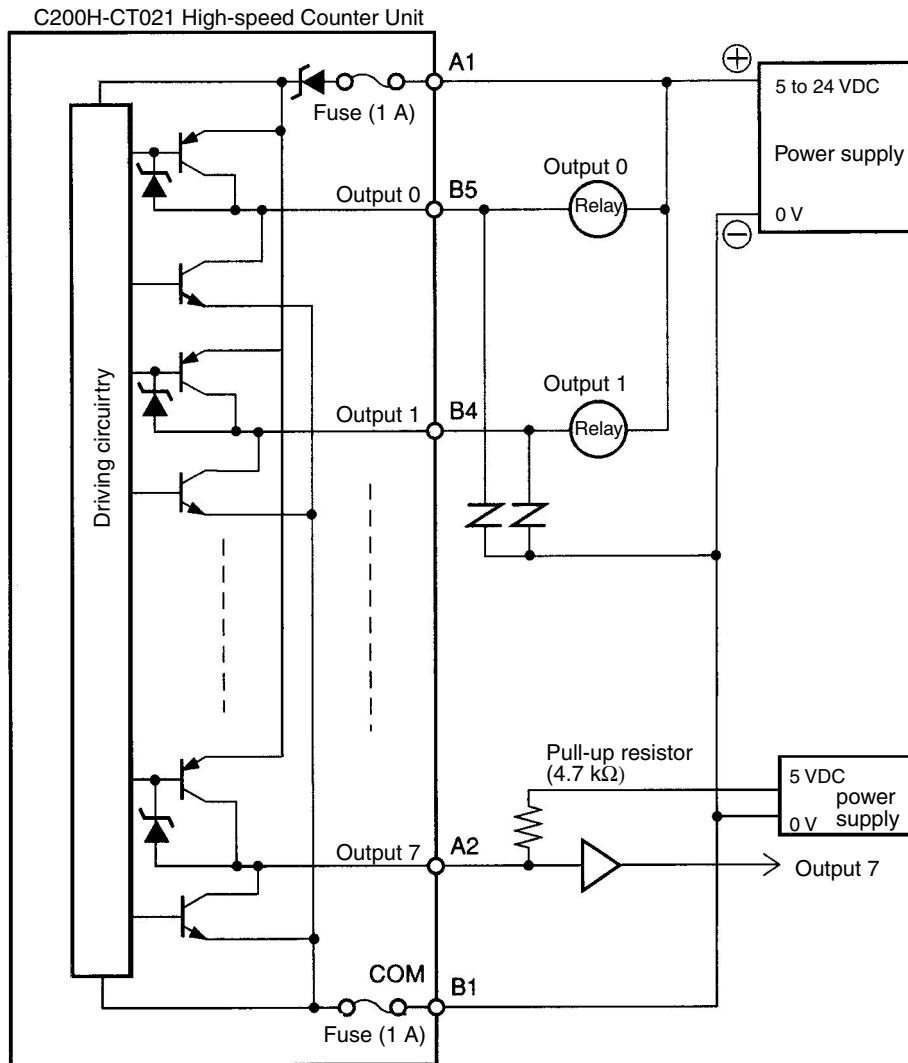 C200H-CT021 High-speed Counter Unit
A1
+
5 to 24 VDC
Fuse (1 A)
Power supply
Output 0
Output 0
B5
Relay
0 V
−
Output 1
Output 1
B4
Relay
Driving circuirtry
Pull-up resistor
(4.7 kΩ)
5 VDC
power
supply
0 V
Output 7
A2
Output 7
COM
B1
Fuse (1 A)